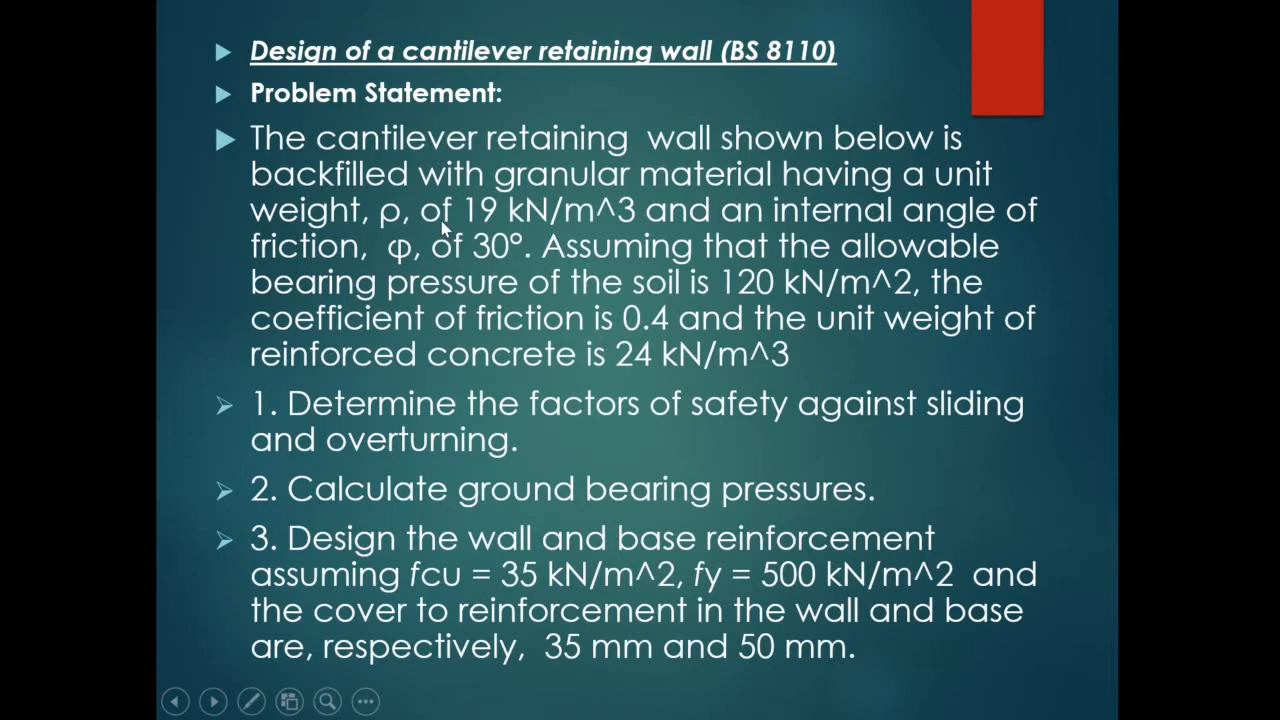 Design of a cantilever retaining wall (BS 8110)
Problem Statement:
The cantilever retaining wall shown below is
backfilled with granular material having a unit
weight, ρ, of 19 kN/m^3 and an internal angle of
friction, φ, of 30°. Assuming that the allowable
bearing pressure of the soil is 120 kN/m^2, the
coefficient of friction is 0.4 and the unit weight of
reinforced concrete is 24 kN/m^3
1. Determine the factors of safety against sliding
and overturning.
2. Calculate ground bearing pressures.
3. Design the wall and base reinforcement
assuming fcu = 35 kN/m^2, fy = 500 kN/m^2 and
the cover to reinforcement in the wall and base
are, respectively, 35 mm and 50 mm.